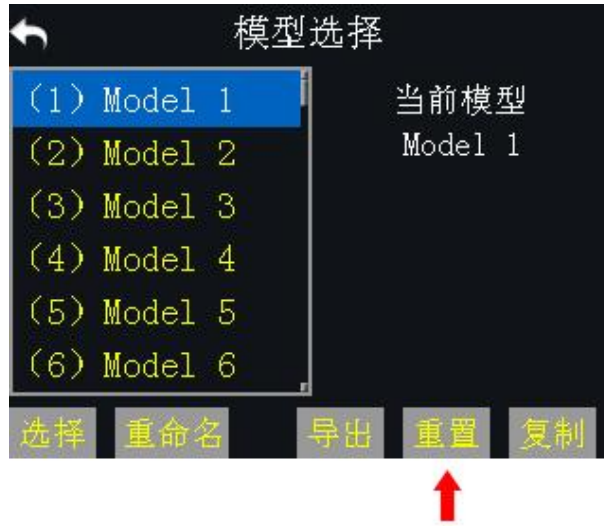 模型选择
(1) Model 1
(2) Model 2
(3) Model 3
(4) Model 4
(5) Model 5
(6) Model 6
当前模型
Model 1
选择 重命名 导出 重置 复制